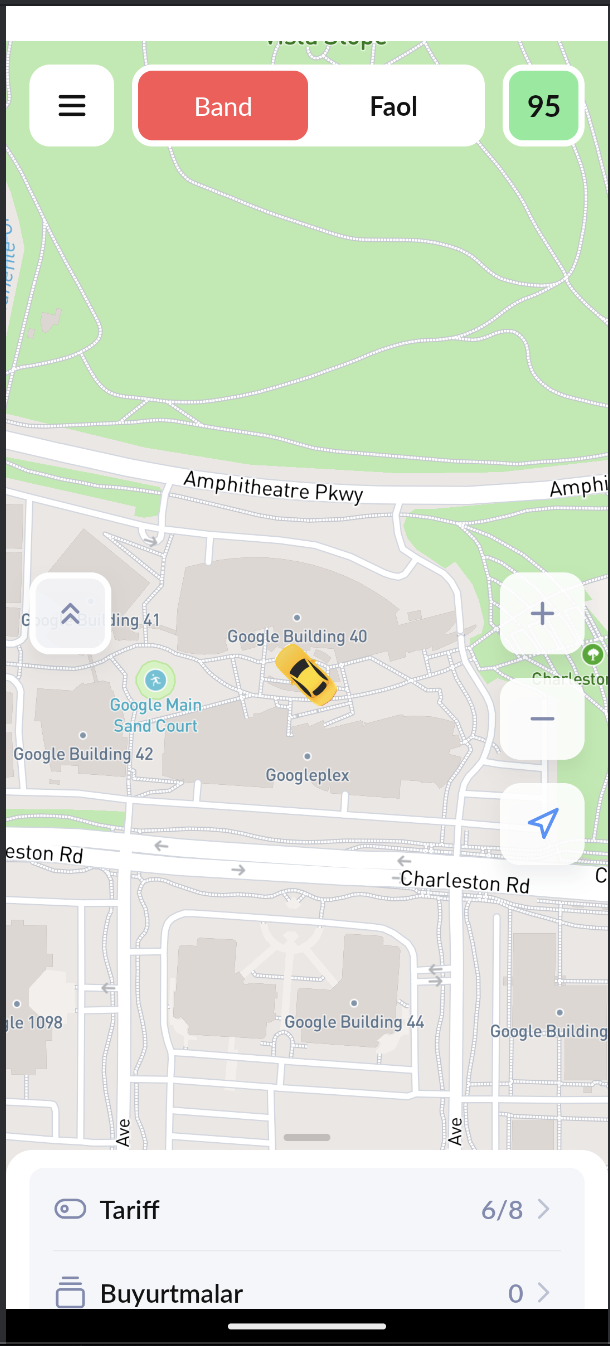 Vista Slope
Band
Faol
95
Amphitheatre Pkwy
Amphi
Google Building 41
Google Building 40
Charleston
Google Main
Sand Court
Google Building 42
Googleplex
eston Rd
Charleston Rd
C
gle 1098
Google Building 44
Google Building
Ave
Ave
Tariff
6/8
Buyurtmalar
0